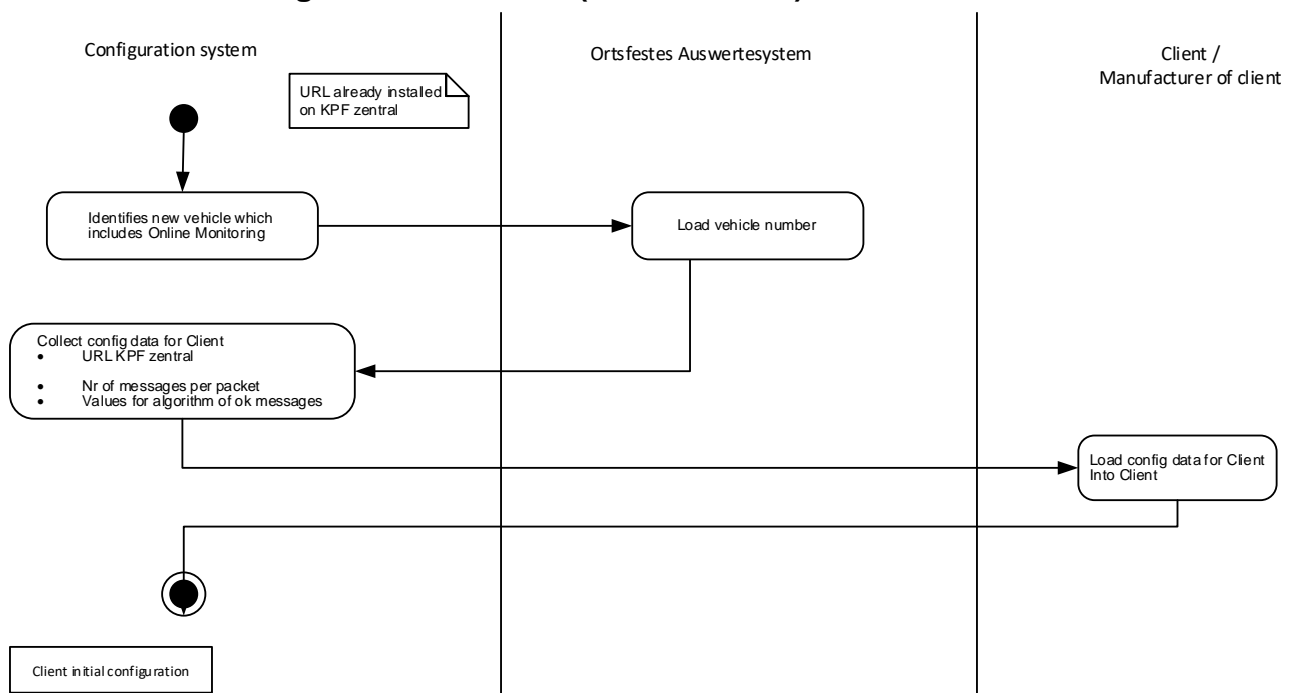 Configuration system
Ortsfestes Auswertesystem
Client /
Manufacturer of client
URL already installed
on KPF zentral
Identifies new vehicle which
includes Online Monitoring
Load vehicle number
Collect config data for Client
• URL KPF zentral
• Nr of messages per packet
• Values for algorithm of ok messages
Load config data for Client
Into Client
Client initial configuration